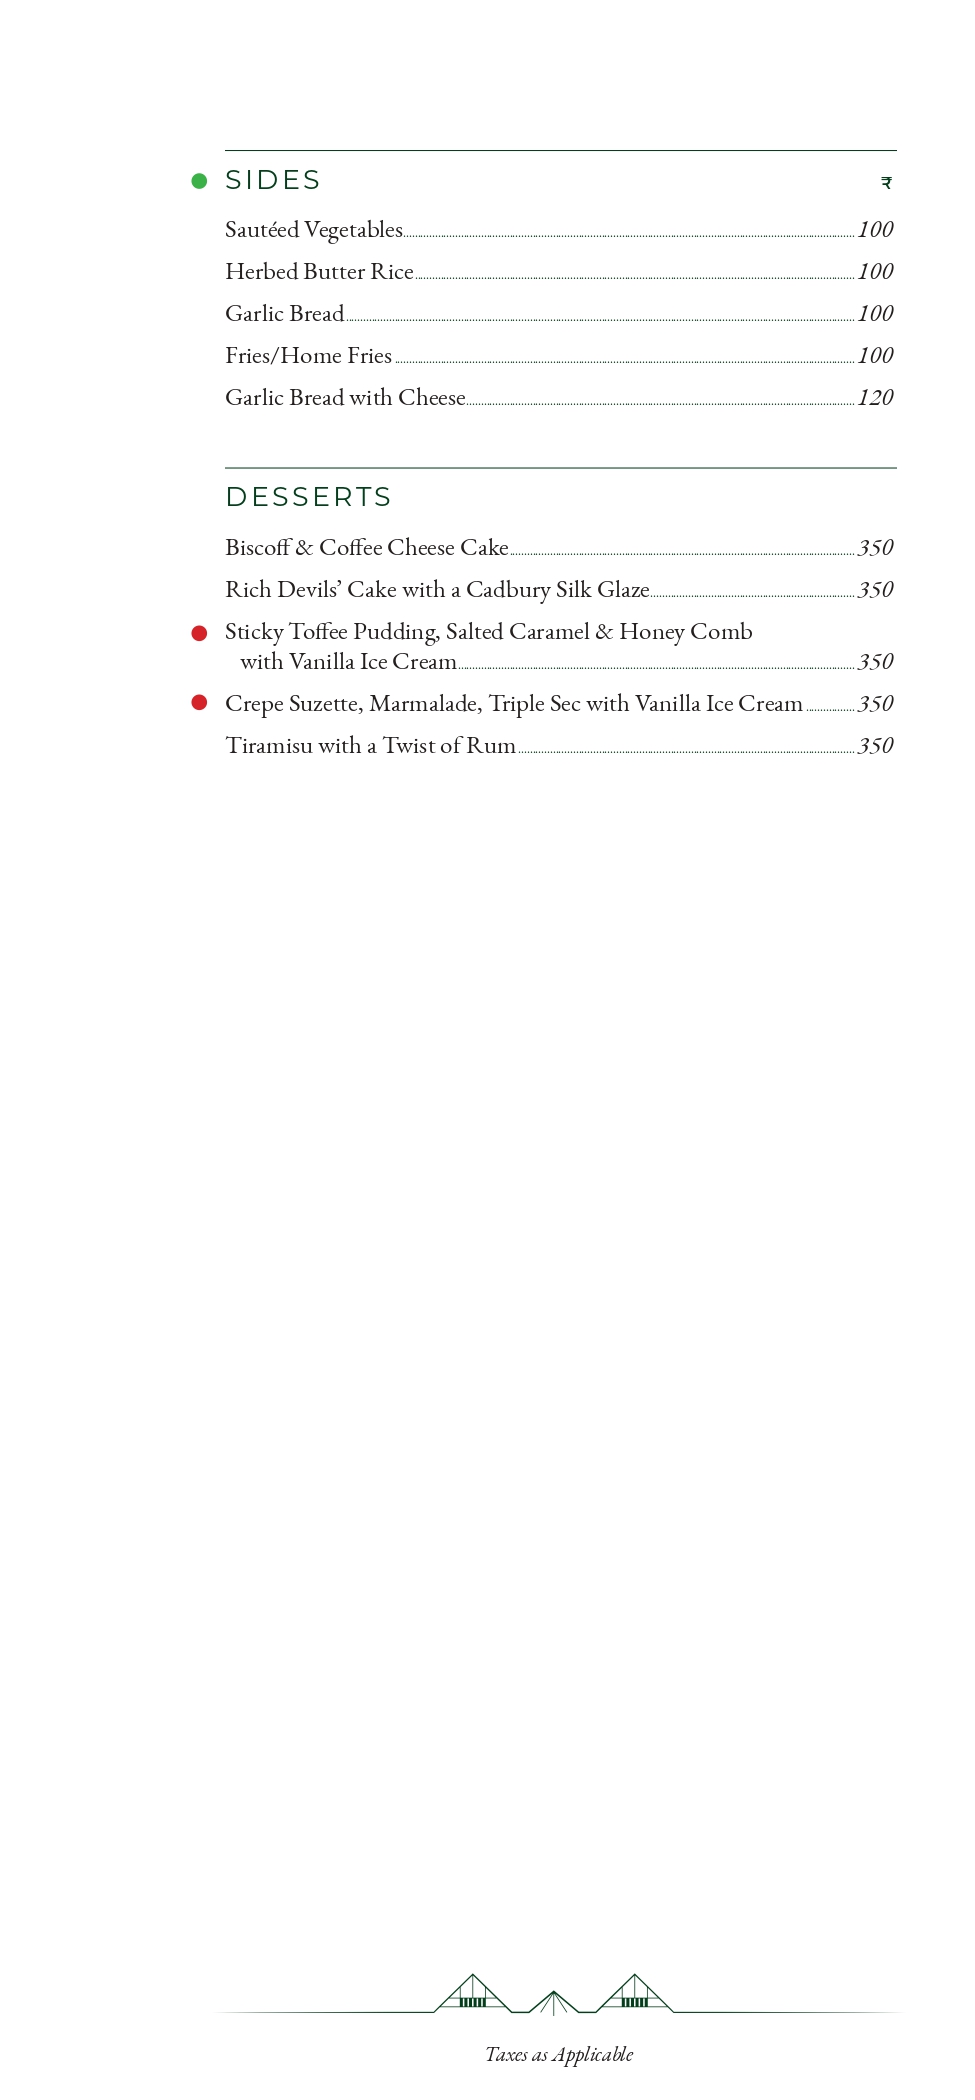 SIDES ₹
Sautéed Vegetables 100
Herbed Butter Rice 100
Garlic Bread 100
Fries/Home Fries 100
Garlic Bread with Cheese 120
DESSERTS
Biscoff & Coffee Cheese Cake 350
Rich Devils’ Cake with a Cadbury Silk Glaze 350
Sticky Toffee Pudding, Salted Caramel & Honey Comb
with Vanilla Ice Cream 350
Crepe Suzette, Marmalade, Triple Sec with Vanilla Ice Cream 350
Tiramisu with a Twist of Rum 350
Taxes as Applicable